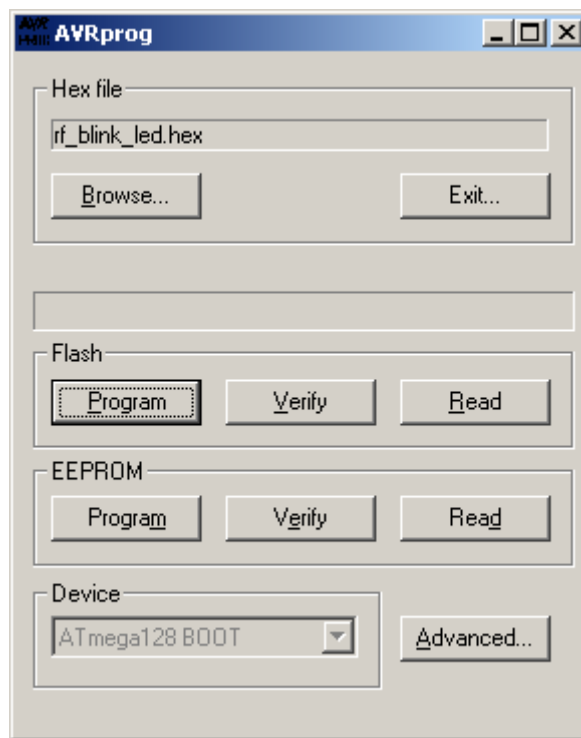 AVRprog
Hex file
rf_blink_led.hex
Browse... Exit...
Flash
Program Verify Read
EEPROM
Program Verify Read
Device
ATmega128 BOOT Advanced...